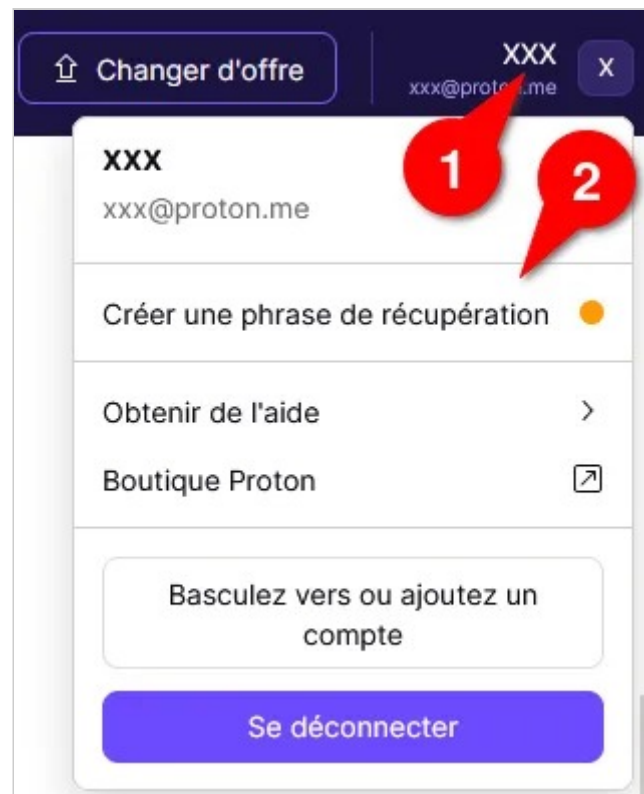 Changer d'offre
XXX
xxx@proton.me
X
1
2
XXX
xxx@proton.me
Créer une phrase de récupération
Obtenir de l'aide
Boutique Proton
Basculez vers ou ajoutez un
compte
Se déconnecter